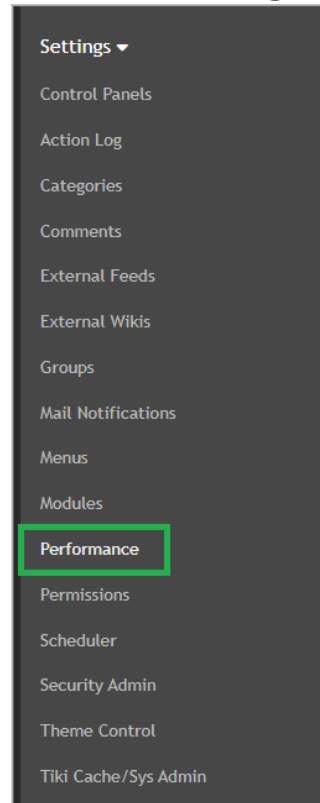 Settings
Control Panels
Action Log
Categories
Comments
External Feeds
External Wikis
Groups
Mail Notifications
Menus
Modules
Performance
Permissions
Scheduler
Security Admin
Theme Control
Tiki Cache/Sys Admin